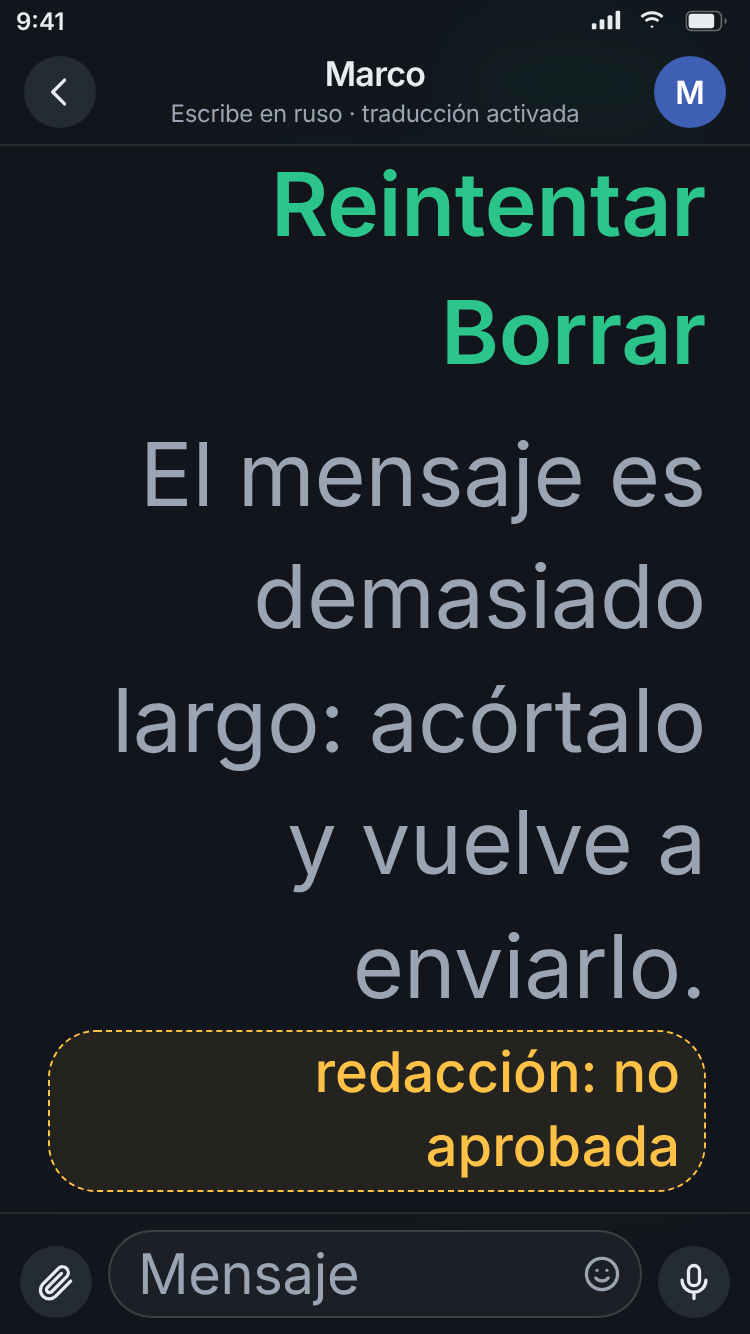 9:41
Marco
Escribe en ruso · traducción activada
M
Reintentar
Borrar
El mensaje es
demasiado
largo: acórtalo
y vuelve a
enviarlo.
redacción: no
aprobada
Mensaje